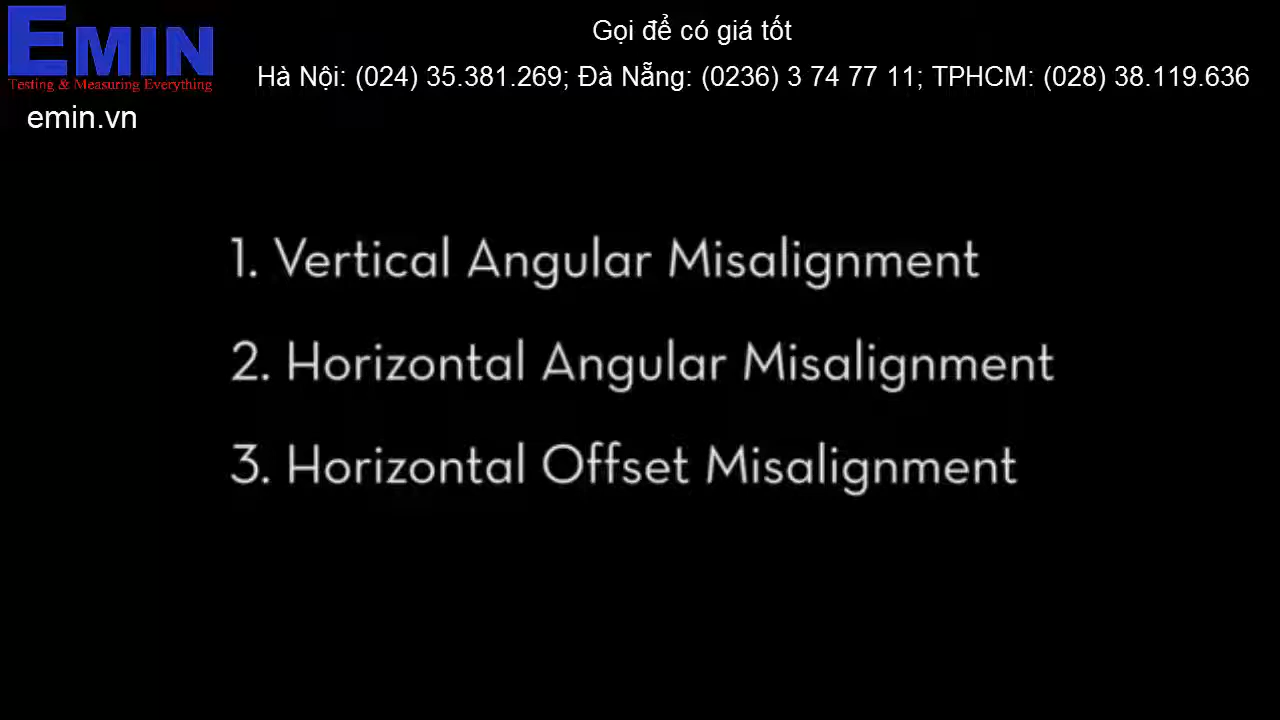 EMIN
Testing & Measuring Everything
emin.vn
Gọi để có giá tốt
Hà Nội: (024) 35.381.269; Đà Nẵng: (0236) 3 74 77 11; TPHCM: (028) 38.119.636
1. Vertical Angular Misalignment
2. Horizontal Angular Misalignment
3. Horizontal Offset Misalignment